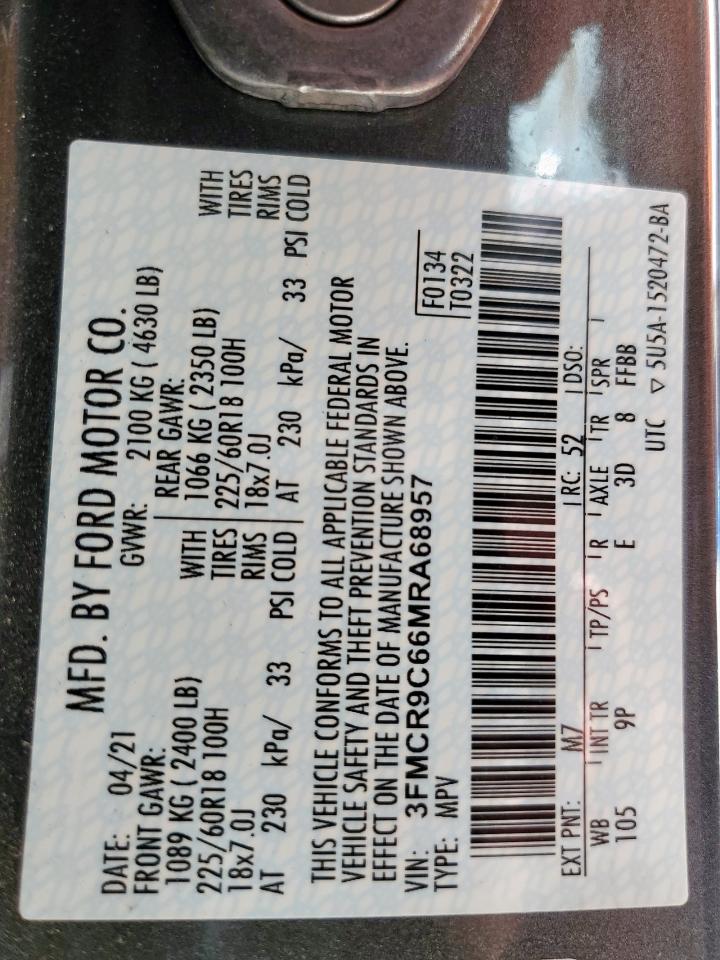 MFD. BY FORD MOTOR CO.
DATE: 04/21 GVWR: 2100 KG ( 4630 LB)
FRONT GAWR: REAR GAWR:
1089 KG ( 2400 LB) WITH 1066 KG ( 2350 LB) WITH
225/60R18 100H TIRES 225/60R18 100H TIRES
18x7.0J RIMS 18x7.0J RIMS
AT 230 kPa/ 33 PSI COLD AT 230 kPa/ 33 PSI COLD
THIS VEHICLE CONFORMS TO ALL APPLICABLE FEDERAL MOTOR
VEHICLE SAFETY AND THEFT PREVENTION STANDARDS IN
EFFECT ON THE DATE OF MANUFACTURE SHOWN ABOVE.
VIN: 3FMCR9C66MRA68957 F0134
TYPE: MPV T0322
EXT PNT: M7 RC: 52 DSO:
WB INT TR TP/PS R AXLE TR SPR
105 9P E 3D 8 FFBB
UTC ▽ 5U5A-1520472-BA